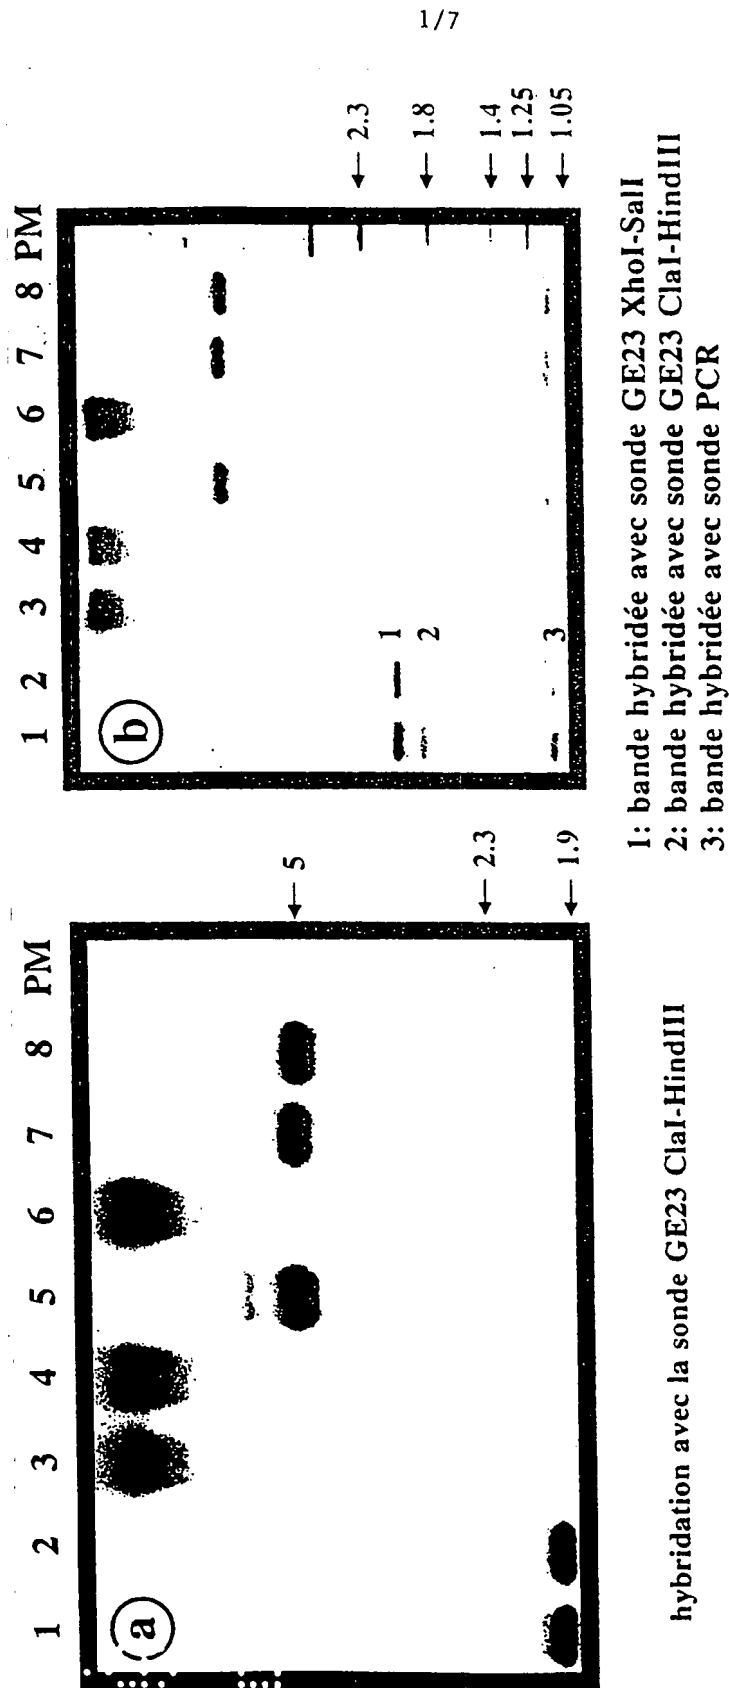 1/7
1 2 3 4 5 6 7 8 PM
a
← 5
← 2.3
← 1.9
hybridation avec la sonde GE23 ClaI-HindIII
1 2 3 4 5 6 7 8 PM
b
1
2
3
← 2.3
← 1.8
← 1.4
← 1.25
← 1.05
1: bande hybridée avec sonde GE23 XhoI-SalI
2: bande hybridée avec sonde GE23 ClaI-HindIII
3: bande hybridée avec sonde PCR